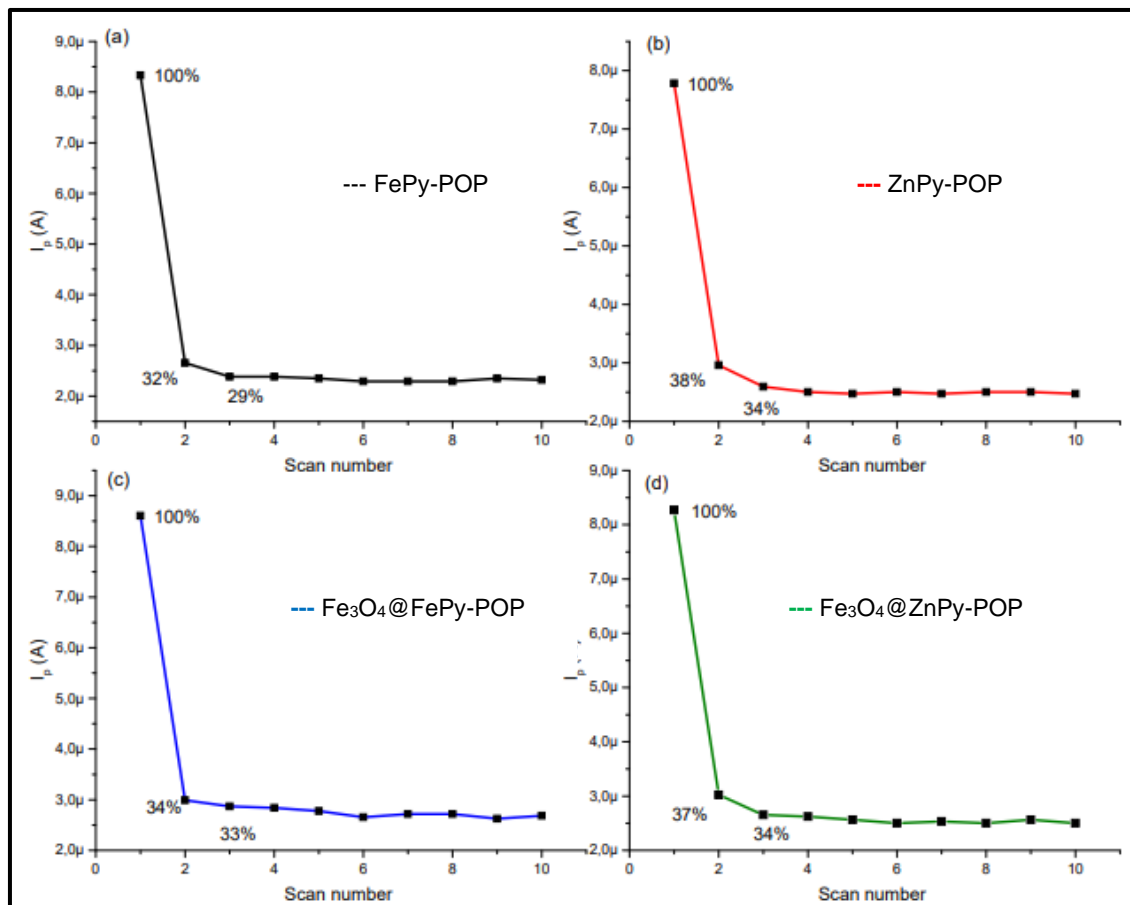 (a)
9,0µ
8,0µ
7,0µ
6,0µ
5,0µ
4,0µ
3,0µ
2,0µ
I_p (A)
100%
--- FePy-POP
32%
29%
0 2 4 6 8 10
Scan number
(b)
8,0µ
7,0µ
6,0µ
5,0µ
4,0µ
3,0µ
2,0µ
I_p (A)
100%
--- ZnPy-POP
38%
34%
0 2 4 6 8 10
Scan number
(c)
9,0µ
8,0µ
7,0µ
6,0µ
5,0µ
4,0µ
3,0µ
2,0µ
I_p (A)
100%
--- Fe₃O₄@FePy-POP
34%
33%
0 2 4 6 8 10
Scan number
(d)
9,0µ
8,0µ
7,0µ
6,0µ
5,0µ
4,0µ
3,0µ
2,0µ
I_p
100%
--- Fe₃O₄@ZnPy-POP
37%
34%
0 2 4 6 8 10
Scan number